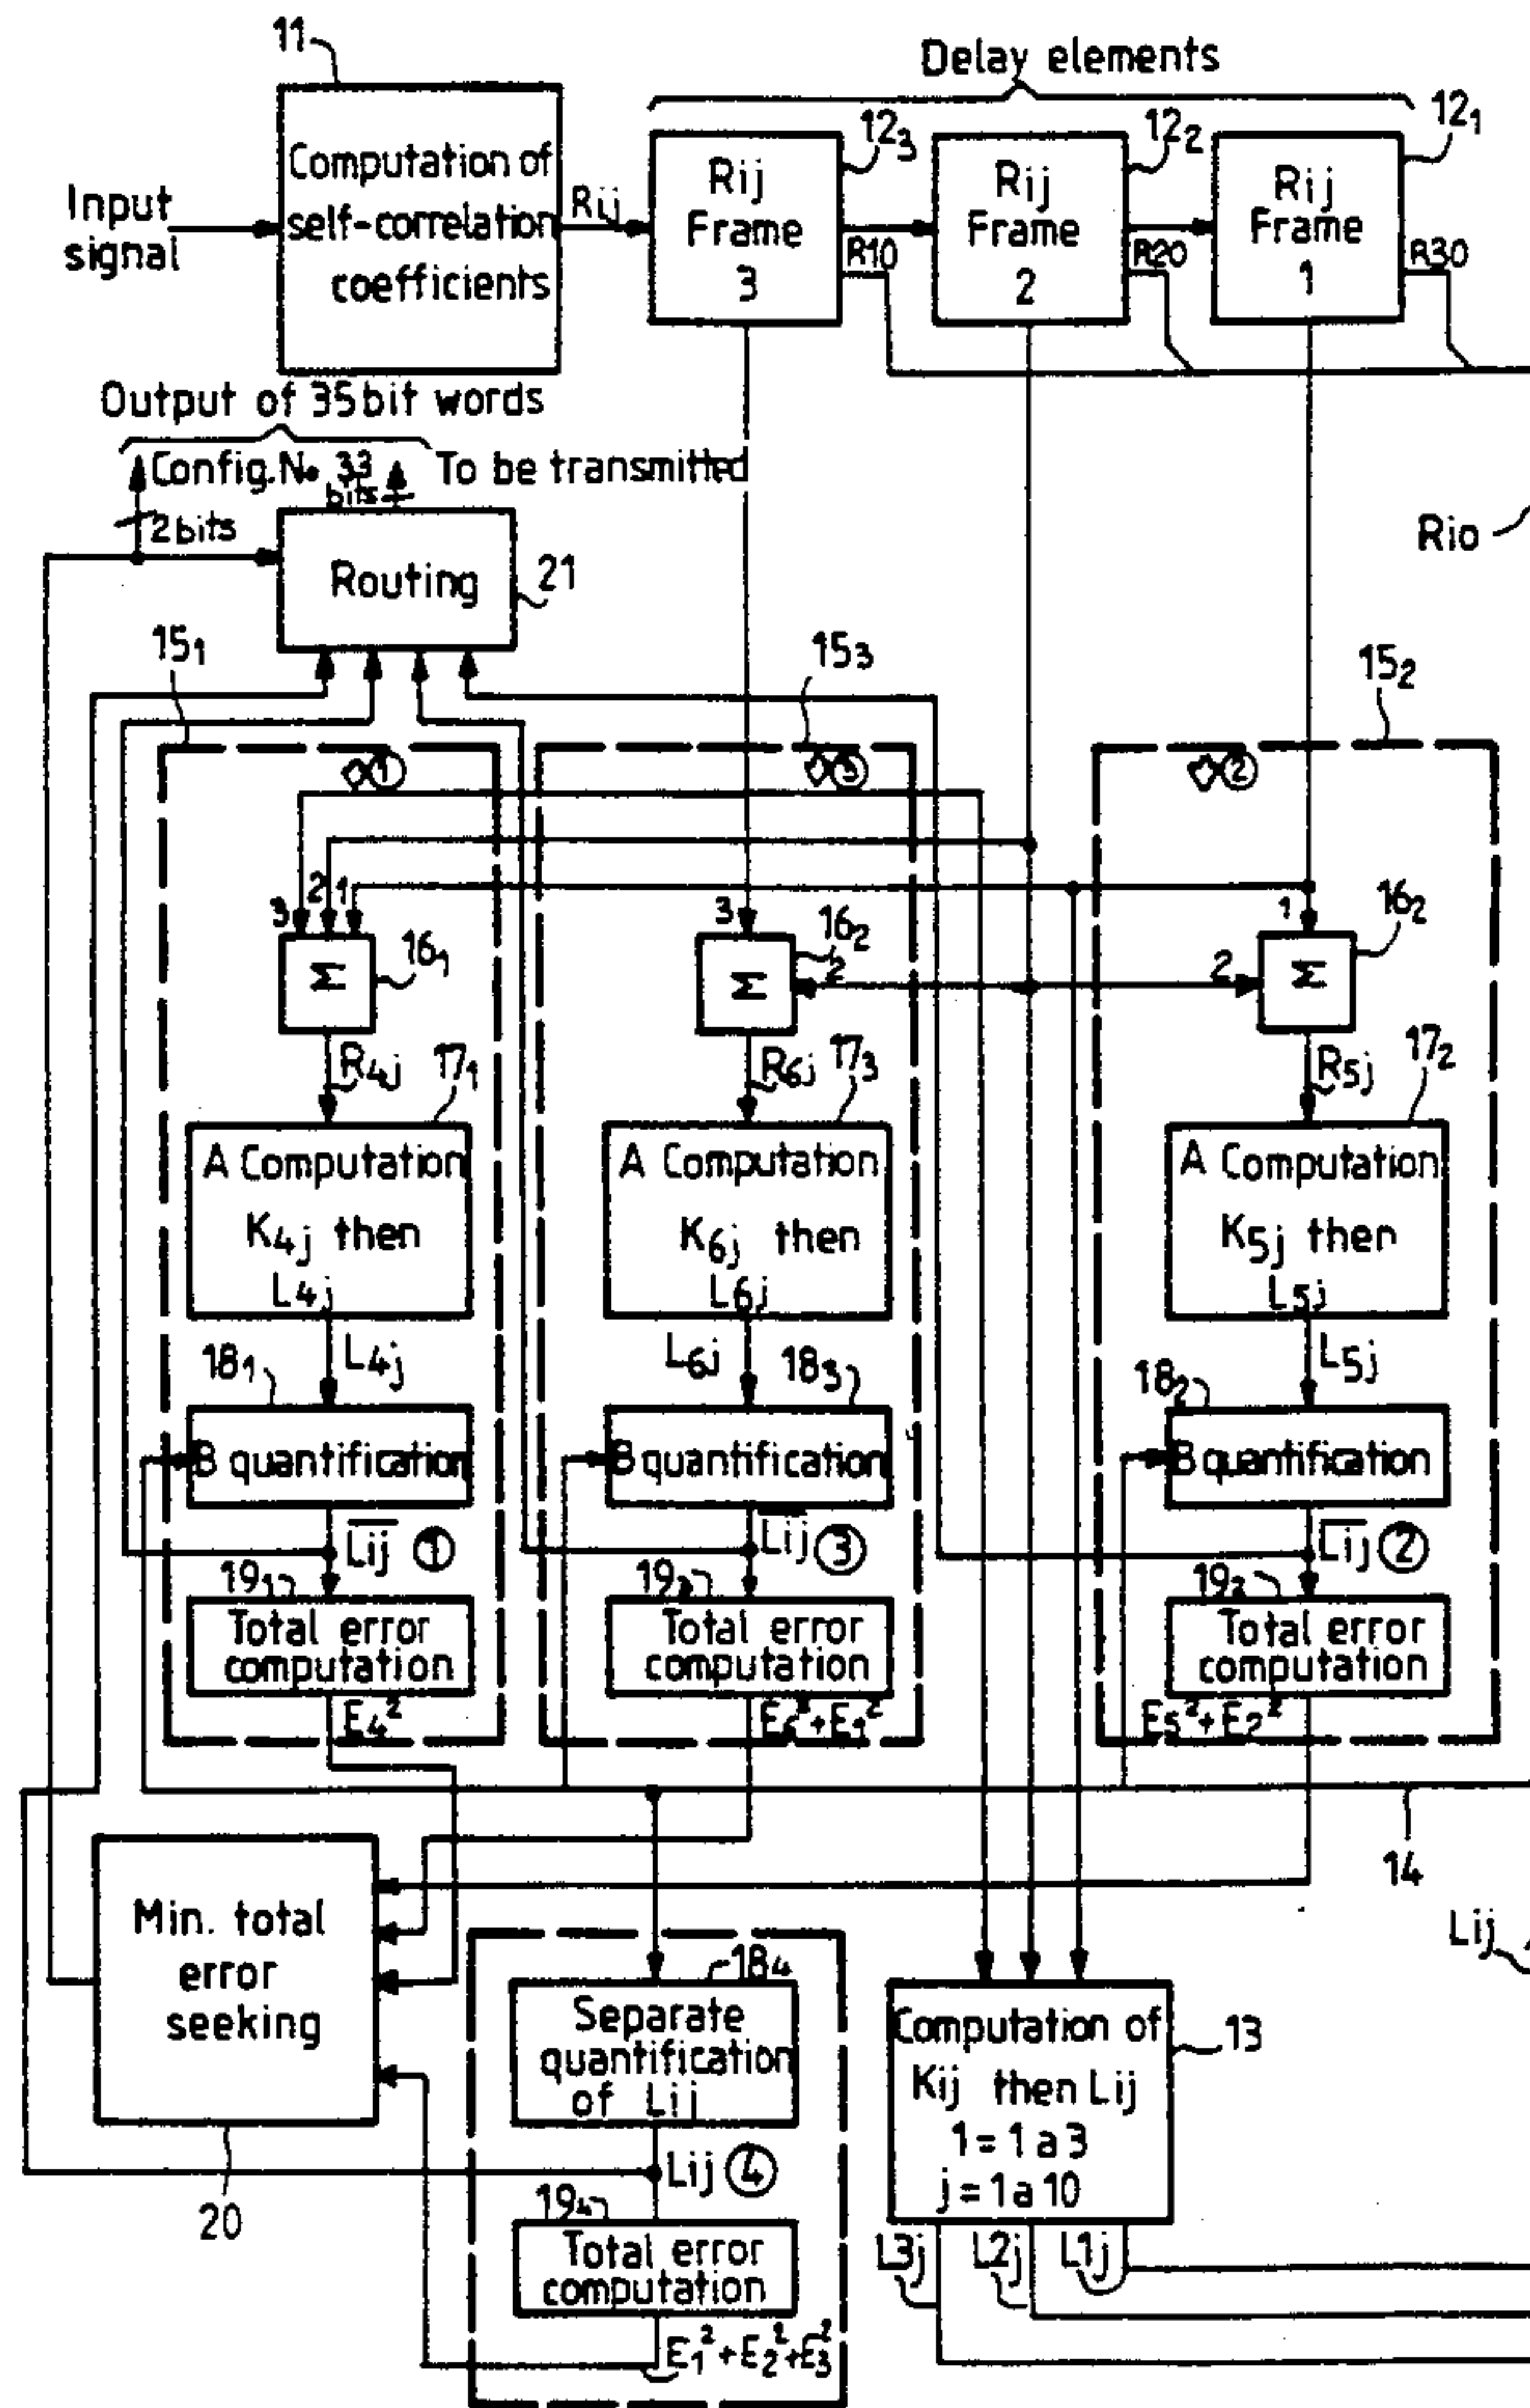 11
Delay elements
12₃
12₂
12₁
Input
signal
Computation of
self-correlation
coefficients
Rij
Rij
Frame
3
R10
Rij
Frame
2
R20
Rij
Frame
1
R30
Output of 35 bit words
Config. No 33
bits
To be transmitted
2 bits
Routing
21
Rio
15₁
15₃
15₂
①
③
②
3
2
1
Σ
16₁
3
Σ
16₂
2
1
2
Σ
16₂
R4j
17₁
R6j
17₃
R5j
17₂
A Computation
K4j then
L4j
A Computation
K6j then
L6j
A Computation
K5j then
L5j
18₁
L4j
L6j
18₃
18₂
L5j
B quantification
B quantification
B quantification
L̅i̅j̅ ①
L̅i̅j̅ ③
L̅i̅j̅ ②
19₁
19₃
19₂
Total error
computation
Total error
computation
Total error
computation
E₄²
E₆² + E₁²
E₅² + E₂²
14
Min. total
error
seeking
20
Lij
18₄
Separate
quantification
of Lij
Computation of
Kij then Lij
1 = 1 a 3
j = 1 a 10
13
Lij ④
19₄
Total error
computation
L3j
L2j
L1j
E₁² + E₂² + E₃²